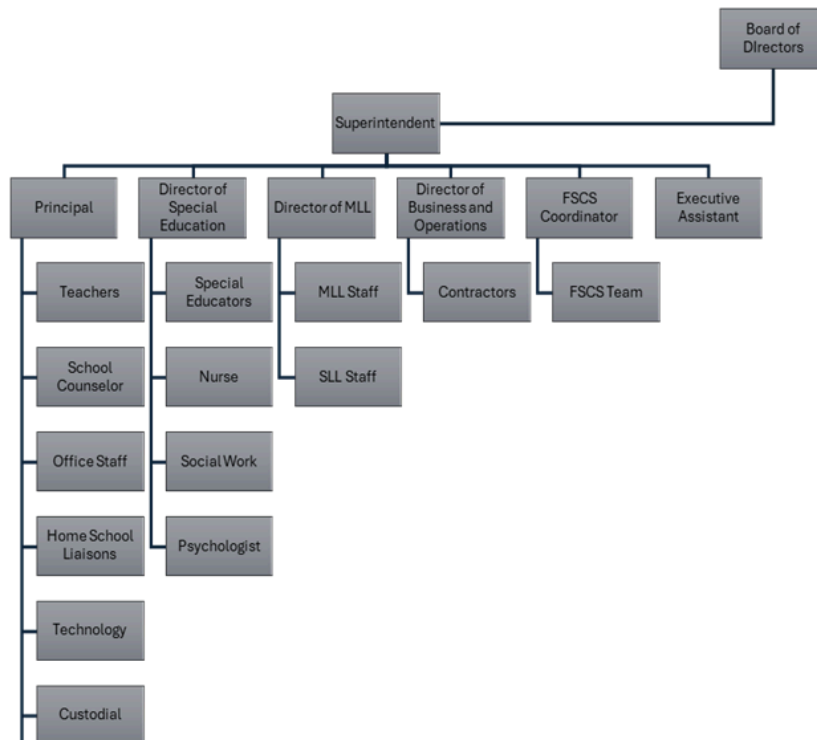 Board of
DIrectors
Superintendent
Principal
Director of
Special
Education
Director of MLL
Director of
Business and
Operations
FSCS
Coordinator
Executive
Assistant
Teachers
Special
Educators
MLL Staff
Contractors
FSCS Team
School
Counselor
Nurse
SLL Staff
Office Staff
Social Work
Home School
Liaisons
Psychologist
Technology
Custodial